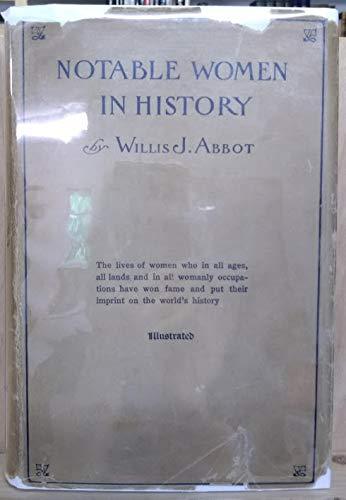 NOTABLE WOMEN
IN HISTORY
by WILLIS J. ABBOT
The lives of women who in all ages,
all lands and in all womanly occupa-
tions have won fame and put their
imprint on the world's history
Illustrated